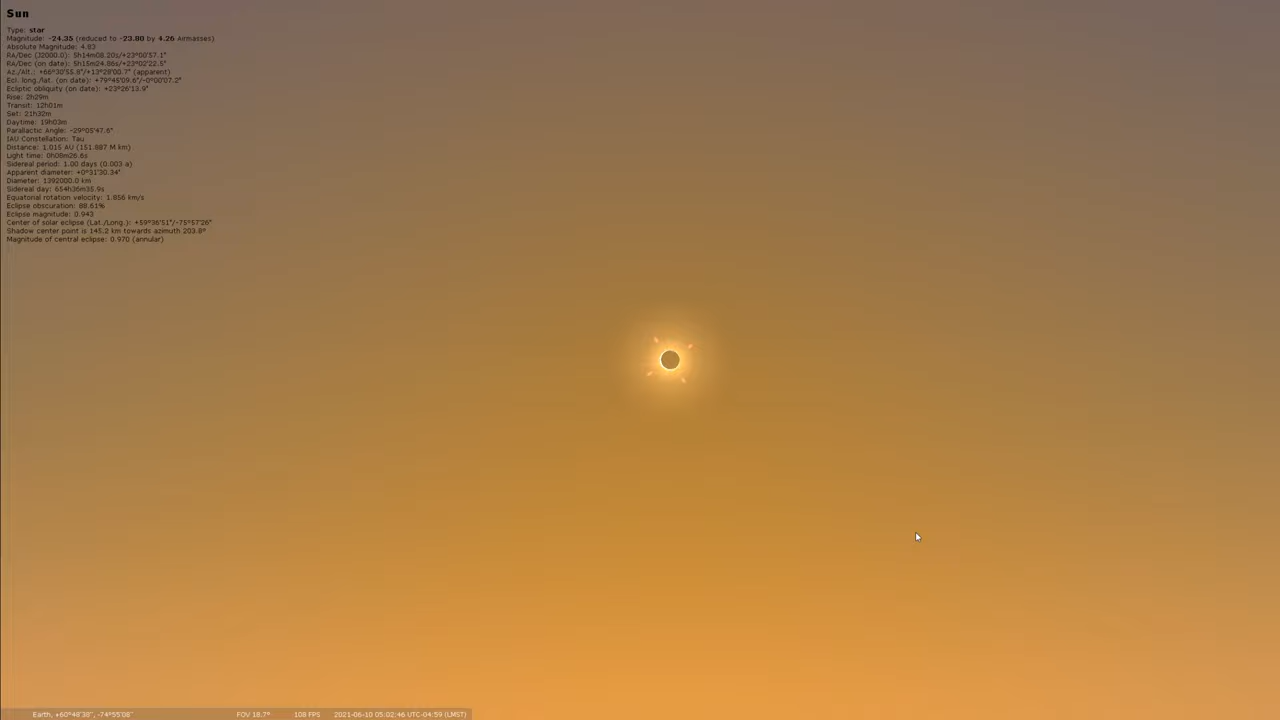 Sun
Type: star
Magnitude: -24.35 (reduced to -23.80 by 4.26 Airmasses)
Absolute Magnitude: 4.83
RA/Dec (J2000.0): 5h14m08.20s/+23°00'57.1"
RA/Dec (on date): 5h15m24.86s/+23°02'22.5"
Az./Alt.: +66°30'55.8"/+13°28'00.7" (apparent)
Ecl. long./lat. (on date): +79°45'09.6"/-0°00'07.2"
Ecliptic obliquity (on date): +23°26'13.9"
Rise: 2h29m
Transit: 12h01m
Set: 21h32m
Daytime: 19h03m
Parallactic Angle: -29°05'47.6"
IAU Constellation: Tau
Distance: 1.015 AU (151.887 M km)
Light time: 0h08m26.6s
Sidereal period: 1.00 days (0.003 a)
Apparent diameter: +0°31'30.34"
Diameter: 1392000.0 km
Sidereal day: 654h36m35.9s
Equatorial rotation velocity: 1.856 km/s
Eclipse obscuration: 88.61%
Eclipse magnitude: 0.943
Center of solar eclipse (Lat./Long.): +59°36'51"/-75°57'26"
Shadow center point is 145.2 km towards azimuth 203.8°
Magnitude of central eclipse: 0.970 (annular)
Earth, +60°48'38", -74°55'08" FOV 18.7° 108 FPS 2021-06-10 05:02:46 UTC-04:59 (LMST)